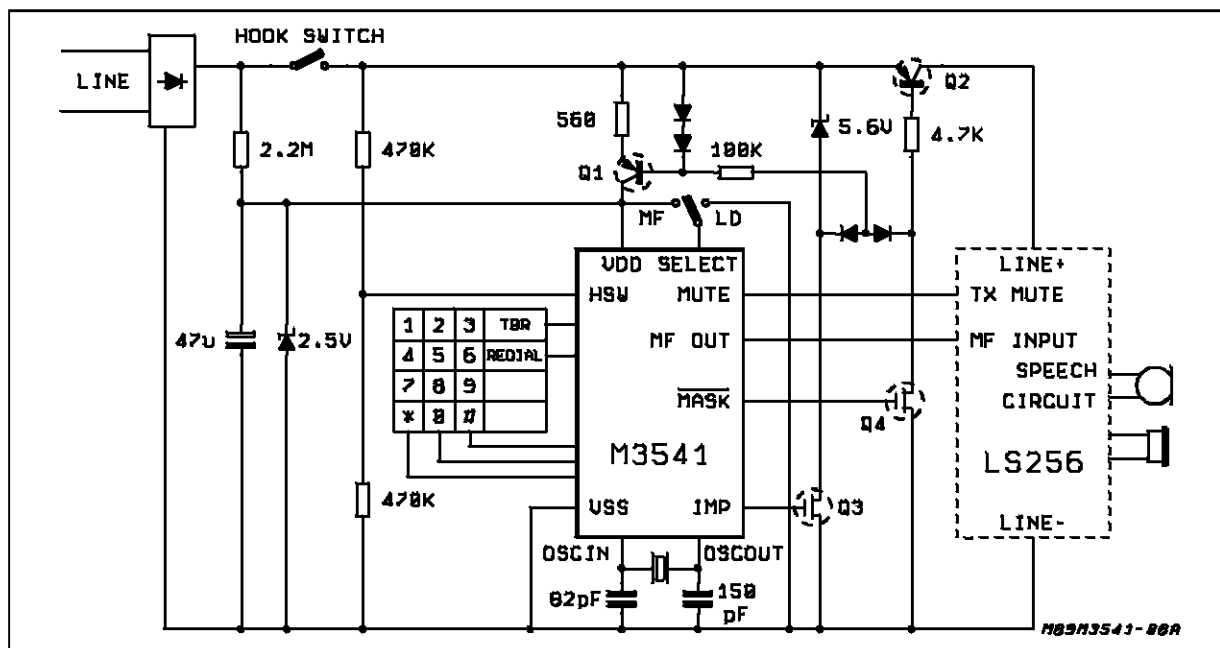 HOOK SWITCH
LINE
Q2
560
5.6V
4.7K
2.2M
470K
100K
Q1
MF
LD
VDD
SELECT
LINE+
HSW
MUTE
TX MUTE
1 2 3 TBR
47u
2.5V
MF OUT
MF INPUT
4 5 6 REDIAL
SPEECH
7 8 9
MASK
CIRCUIT
* 0 #
Q4
M3541
LS256
470K
VSS
IMP
Q3
LINE-
OSCIN
OSCOUT
82pF
150
pF
M89M3541-06A